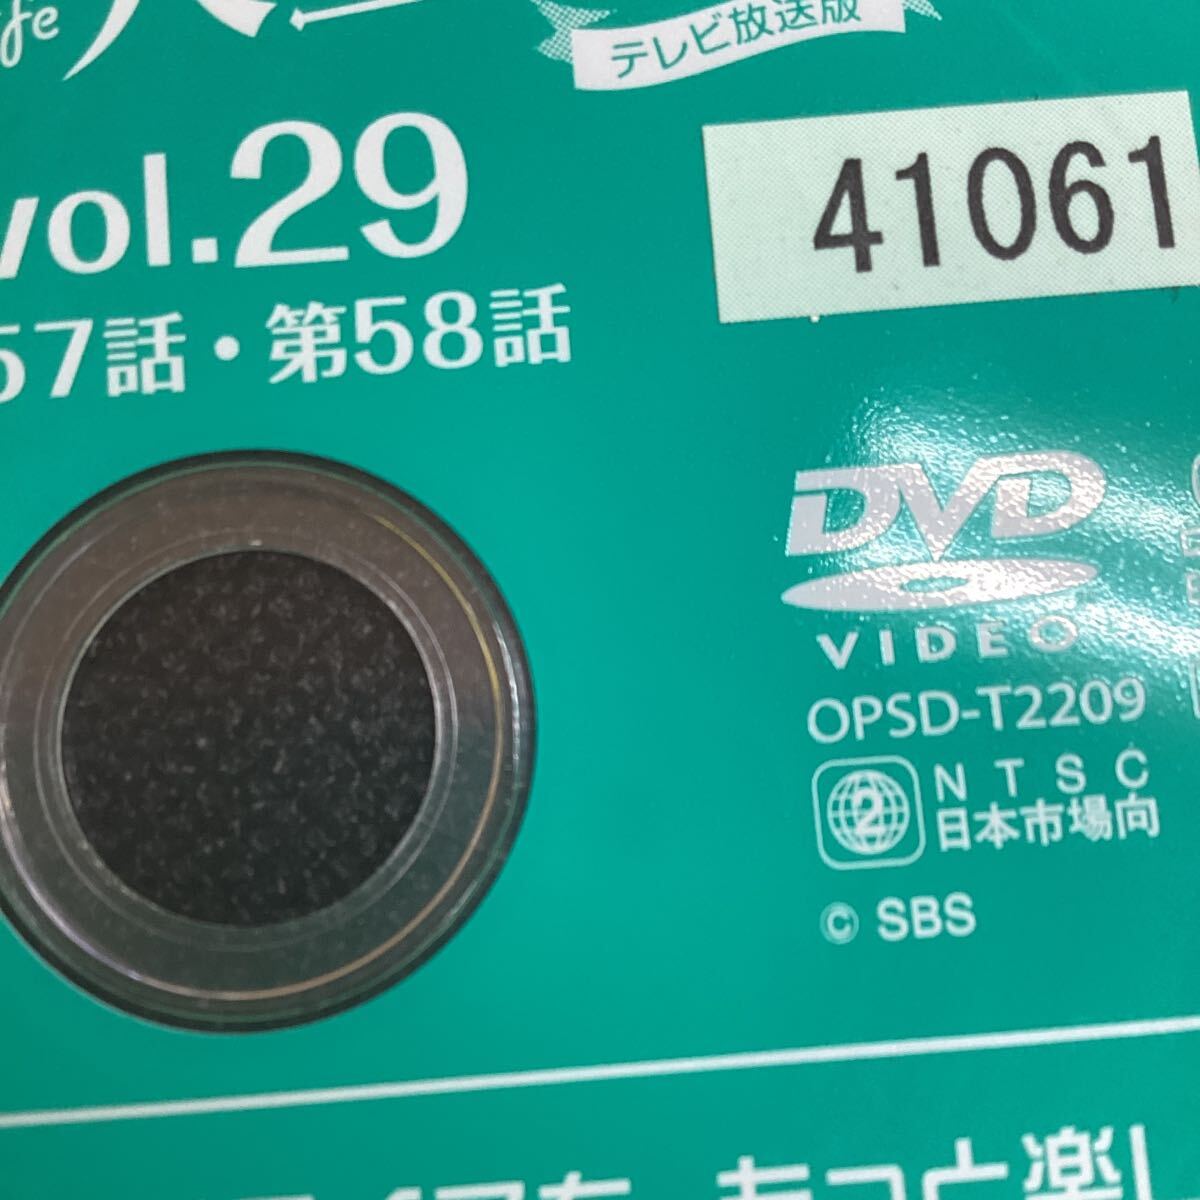 テレビ放送版
vol.29
57話・第58話
41061
DVD
VIDEO
OPSD-T2209
2
NTSC
日本市場向
© SBS